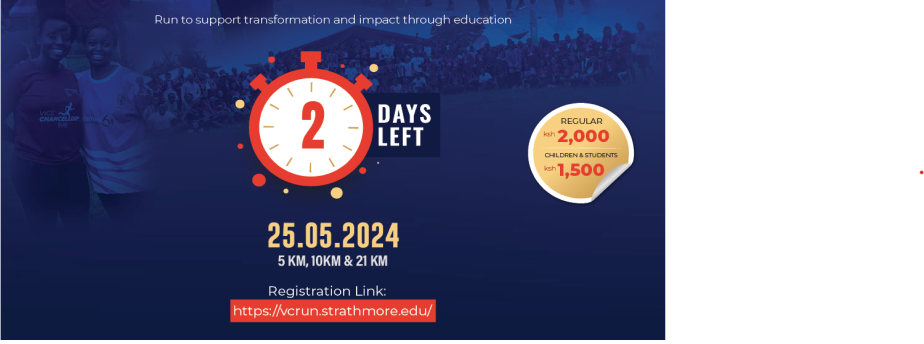 Run to support transformation and impact through education
CHANCELLOR
2
DAYS
LEFT
REGULAR
ksh 2,000
CHILDREN & STUDENTS
ksh 1,500
25.05.2024
5 KM, 10KM & 21 KM
Registration Link:
https://vcrun.strathmore.edu/